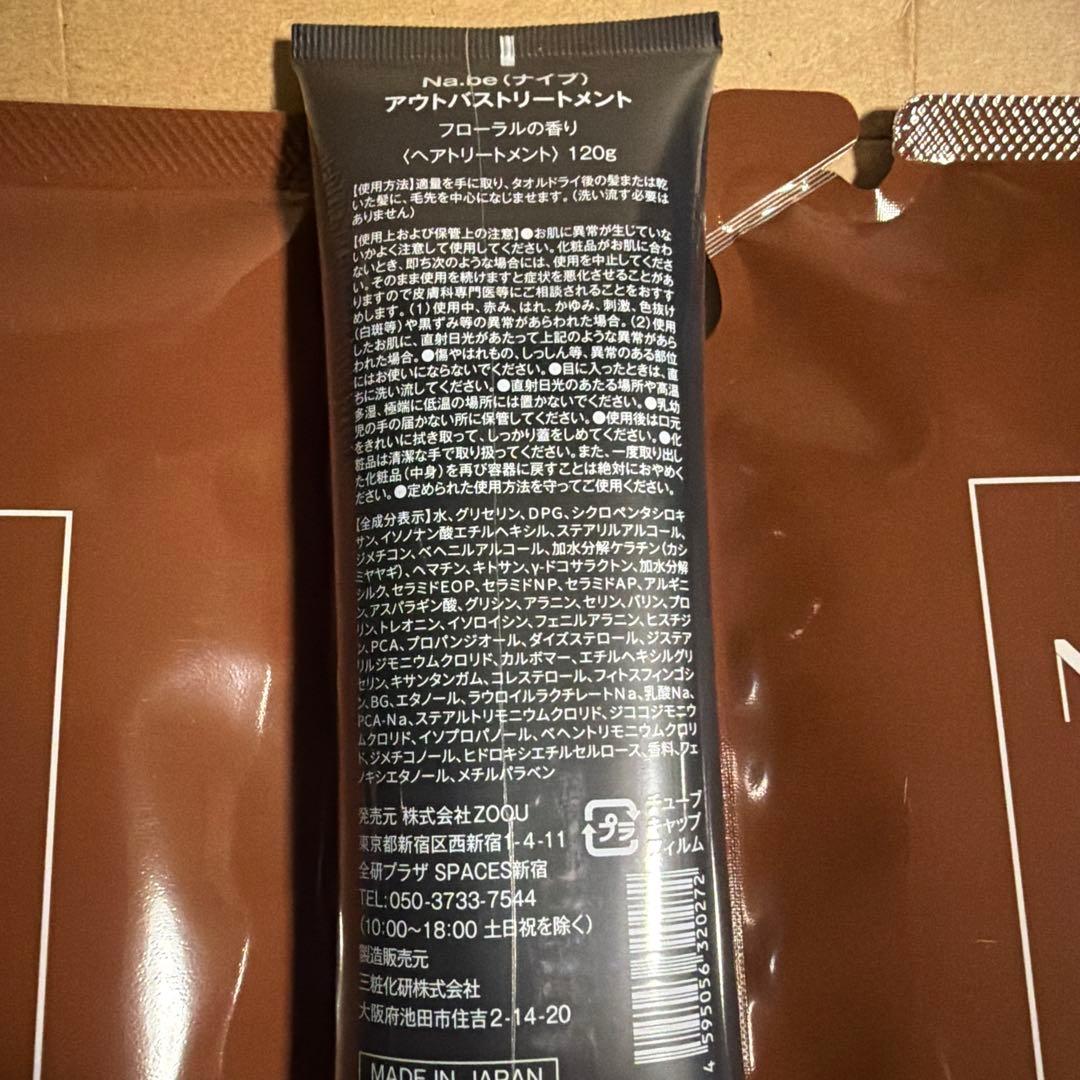 Na.be(ナイブ)
アウトバストリートメント
フローラルの香り
〈ヘアトリートメント〉120g
【使用方法】適量を手に取り、タオルドライ後の髪または乾
いた髪に、毛先を中心になじませます。(洗い流す必要は
ありません)
【使用上および保管上の注意】●お肌に異常が生じていな
いかよく注意して使用してください。化粧品がお肌に合わ
ないとき、即ち次のような場合には、使用を中止してくださ
い。そのまま使用を続けますと症状を悪化させることがあ
りますので皮膚科専門医等にご相談されることをおすす
めします。(1)使用中、赤み、はれ、かゆみ、刺激、色抜け
(白斑等)や黒ずみ等の異常があらわれた場合。(2)使用
したお肌に、直射日光があたって上記のような異常があら
われた場合。●傷やはれもの、しっしん等、異常のある部位
にはお使いにならないでください。●目に入ったときは、直
ちに洗い流してください。●直射日光のあたる場所や高温
多湿、極端に低温の場所には置かないでください。●乳幼
児の手の届かない所に保管してください。●使用後は口元
をきれいに拭き取って、しっかり蓋をしめてください。●化
粧品は清潔な手で取り扱ってください。また、一度取り出し
た化粧品(中身)を再び容器に戻すことは絶対におやめく
ださい。●定められた使用方法を守ってご使用ください。
【全成分表示】水、グリセリン、DPG、シクロペンタシロキ
サン、イソノナン酸エチルヘキシル、ステアリルアルコール、
ジメチコン、ベヘニルアルコール、加水分解ケラチン(カシ
ミヤヤギ)、ヘマチン、キトサン、γ-ドコサラクトン、加水分解
シルク、セラミドEOP、セラミドNP、セラミドAP、アルギニ
ン、アスパラギン酸、グリシン、アラニン、セリン、バリン、プロ
リン、トレオニン、イソロイシン、フェニルアラニン、ヒスチジ
ン、PCA、プロパンジオール、ダイズステロール、ジステア
リルジモニウムクロリド、カルボマー、エチルヘキシルグリ
セリン、キサンタンガム、コレステロール、フィトスフィンゴシ
ン、BG、エタノール、ラウロイルラクチレートNa、乳酸Na、
PCA-Na、ステアルトリモニウムクロリド、ジココジモニウ
ムクロリド、イソプロパノール、ベヘントリモニウムクロリ
ド、ジメチコノール、ヒドロキシエチルセルロース、香料、フェ
ノキシエタノール、メチルパラベン
発売元 株式会社ZOOU
東京都新宿区西新宿1-4-11
全研プラザ SPACES新宿
TEL:050-3733-7544
(10:00~18:00 土日祝を除く)
製造販売元
三粧化研株式会社
大阪府池田市住吉2-14-20
MADE IN JAPAN
プラ
チューブ
キャップ
フィルム
4 595056 320272
N